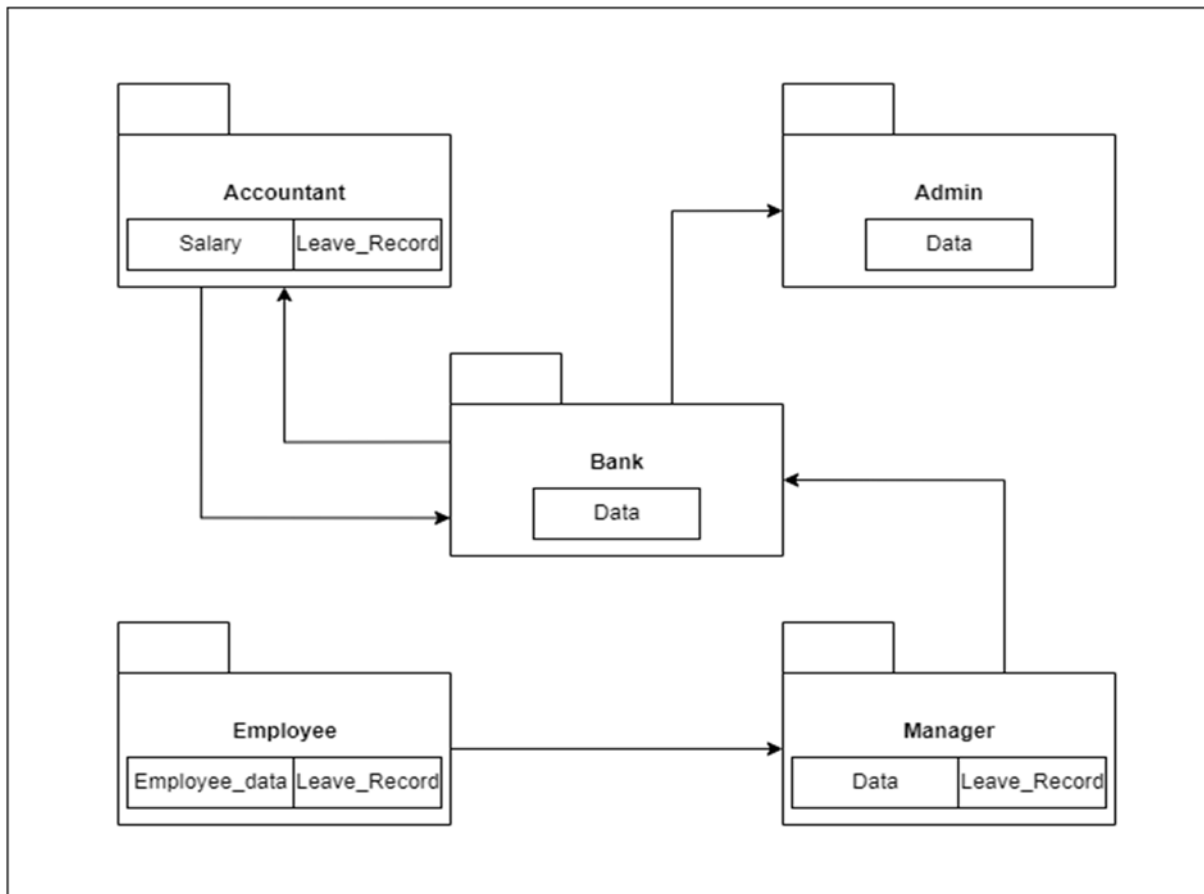 Accountant
Salary
Leave_Record
Admin
Data
Bank
Data
Employee
Employee_data
Leave_Record
Manager
Data
Leave_Record